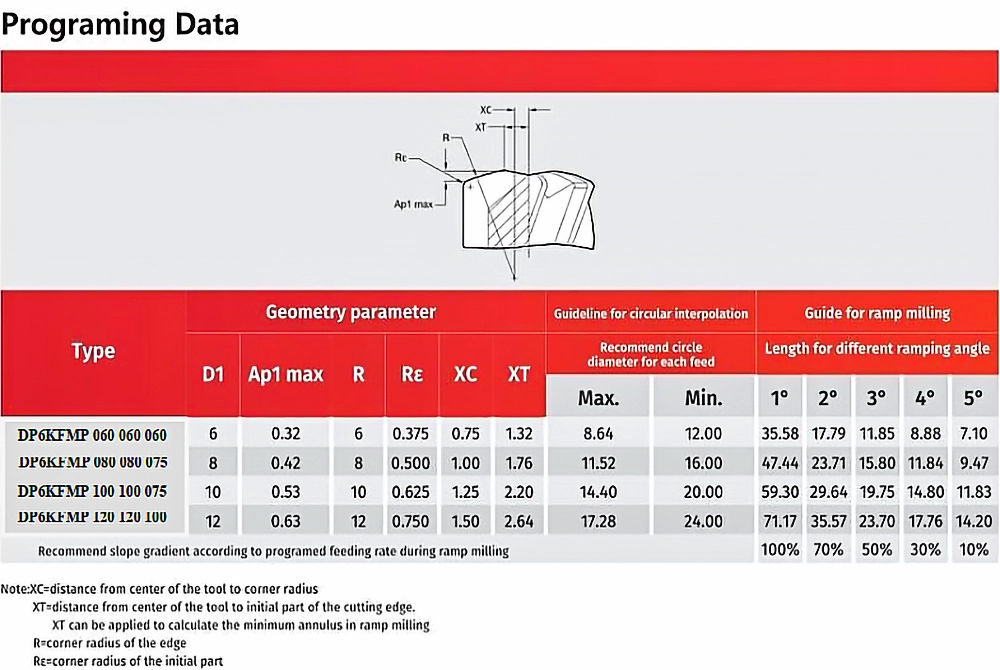 Programing Data
XC
XT
R
Rε
Ap1 max
Type
Geometry parameter
Guideline for circular interpolation
Guide for ramp milling
Recommend circle
diameter for each feed
Length for different ramping angle
D1 Ap1 max R Rε XC XT Max. Min. 1° 2° 3° 4° 5°
DP6KFMP 060 060 060 6 0.32 6 0.375 0.75 1.32 8.64 12.00 35.58 17.79 11.85 8.88 7.10
DP6KFMP 080 080 075 8 0.42 8 0.500 1.00 1.76 11.52 16.00 47.44 23.71 15.80 11.84 9.47
DP6KFMP 100 100 075 10 0.53 10 0.625 1.25 2.20 14.40 20.00 59.30 29.64 19.75 14.80 11.83
DP6KFMP 120 120 100 12 0.63 12 0.750 1.50 2.64 17.28 24.00 71.17 35.57 23.70 17.76 14.20
Recommend slope gradient according to programed feeding rate during ramp milling 100% 70% 50% 30% 10%
Note:XC=distance from center of the tool to corner radius
XT=distance from center of the tool to initial part of the cutting edge.
XT can be applied to calculate the minimum annulus in ramp milling
R=corner radius of the edge
Rε=corner radius of the initial part